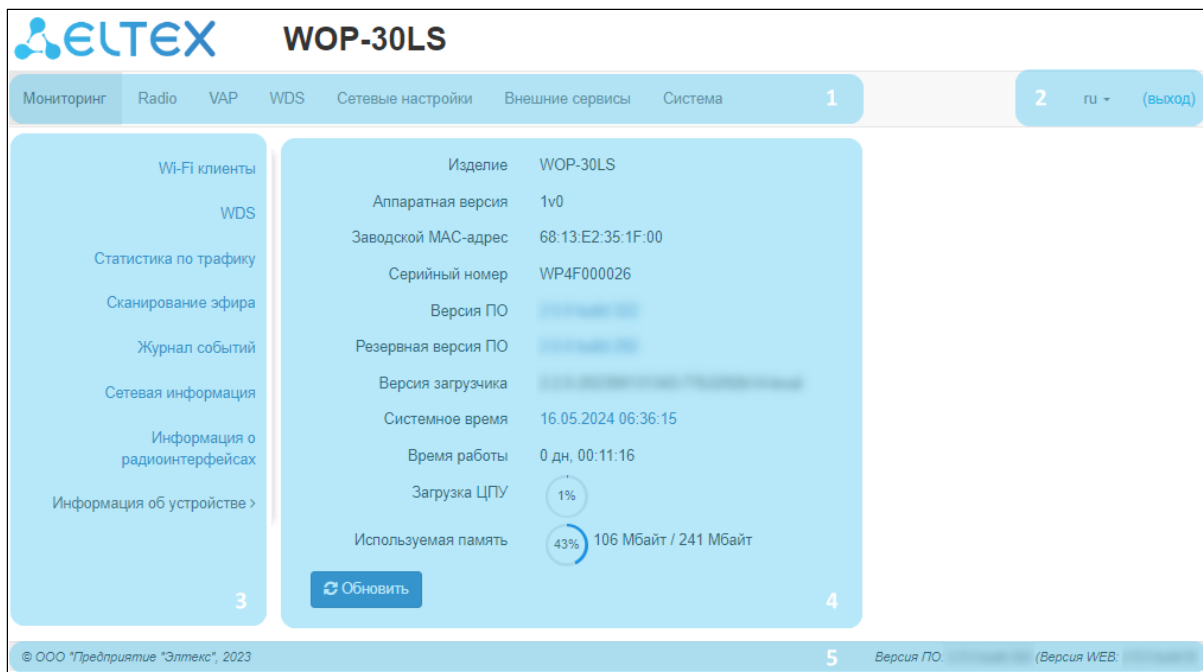 ELTEX WOP-30LS
Мониторинг Radio VAP WDS Сетевые настройки Внешние сервисы Система 1 2 ru (выход)
Wi-Fi клиенты
WDS
Статистика по трафику
Сканирование эфира
Журнал событий
Сетевая информация
Информация о
радиоинтерфейсах
Информация об устройстве >
3
Изделие WOP-30LS
Аппаратная версия 1v0
Заводской MAC-адрес 68:13:E2:35:1F:00
Серийный номер WP4F000026
Версия ПО
Резервная версия ПО
Версия загрузчика
Системное время 16.05.2024 06:36:15
Время работы 0 дн, 00:11:16
Загрузка ЦПУ 1%
Используемая память 43% 106 Мбайт / 241 Мбайт
Обновить
4
© ООО "Предприятие "Элтекс", 2023 5 Версия ПО: (Версия WEB: